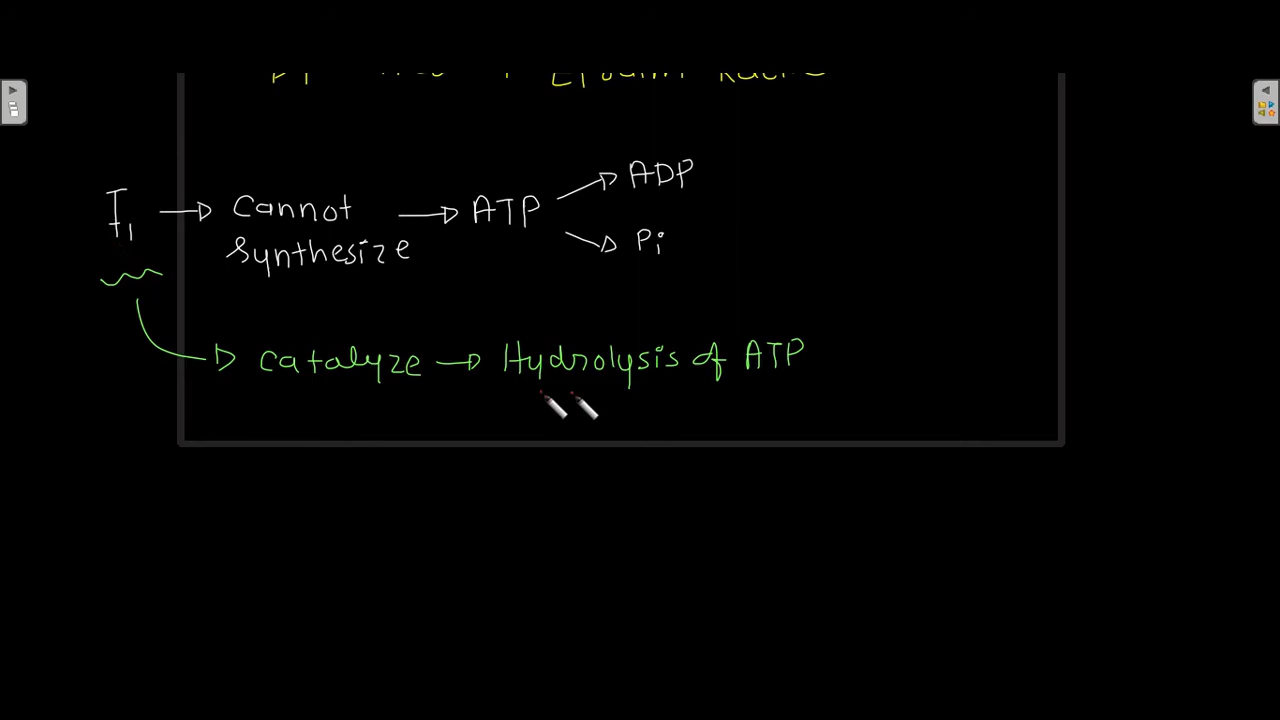 F1 → Cannot → ATP → ADP
Synthesize → Pi
→ Catalyze → Hydrolysis of ATP